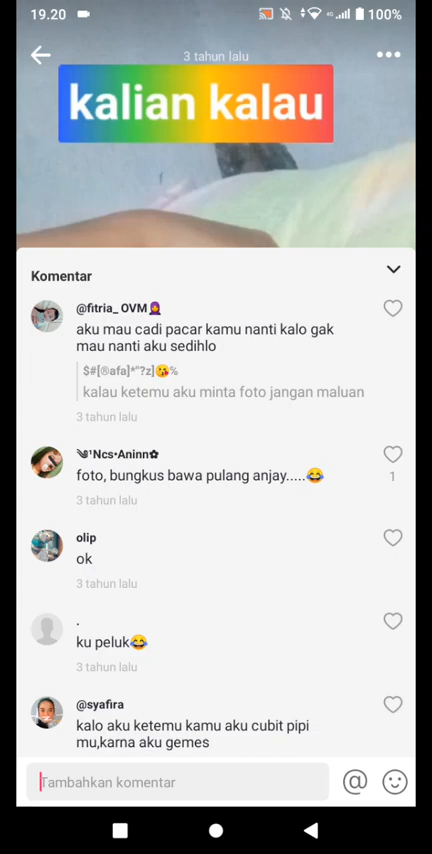 19.20
4G
100%
3 tahun lalu
kalian kalau
Komentar
@fitria_ OVM🧕
aku mau cadi pacar kamu nanti kalo gak
mau nanti aku sedihlo
$#[®afa]*"?z]😘%
kalau ketemu aku minta foto jangan maluan
3 tahun lalu
༄¹Ncs•Aninn✿
foto, bungkus bawa pulang anjay.....😂
1
3 tahun lalu
olip
ok
3 tahun lalu
.
ku peluk😂
3 tahun lalu
@syafira
kalo aku ketemu kamu aku cubit pipi
mu,karna aku gemes
Tambahkan komentar